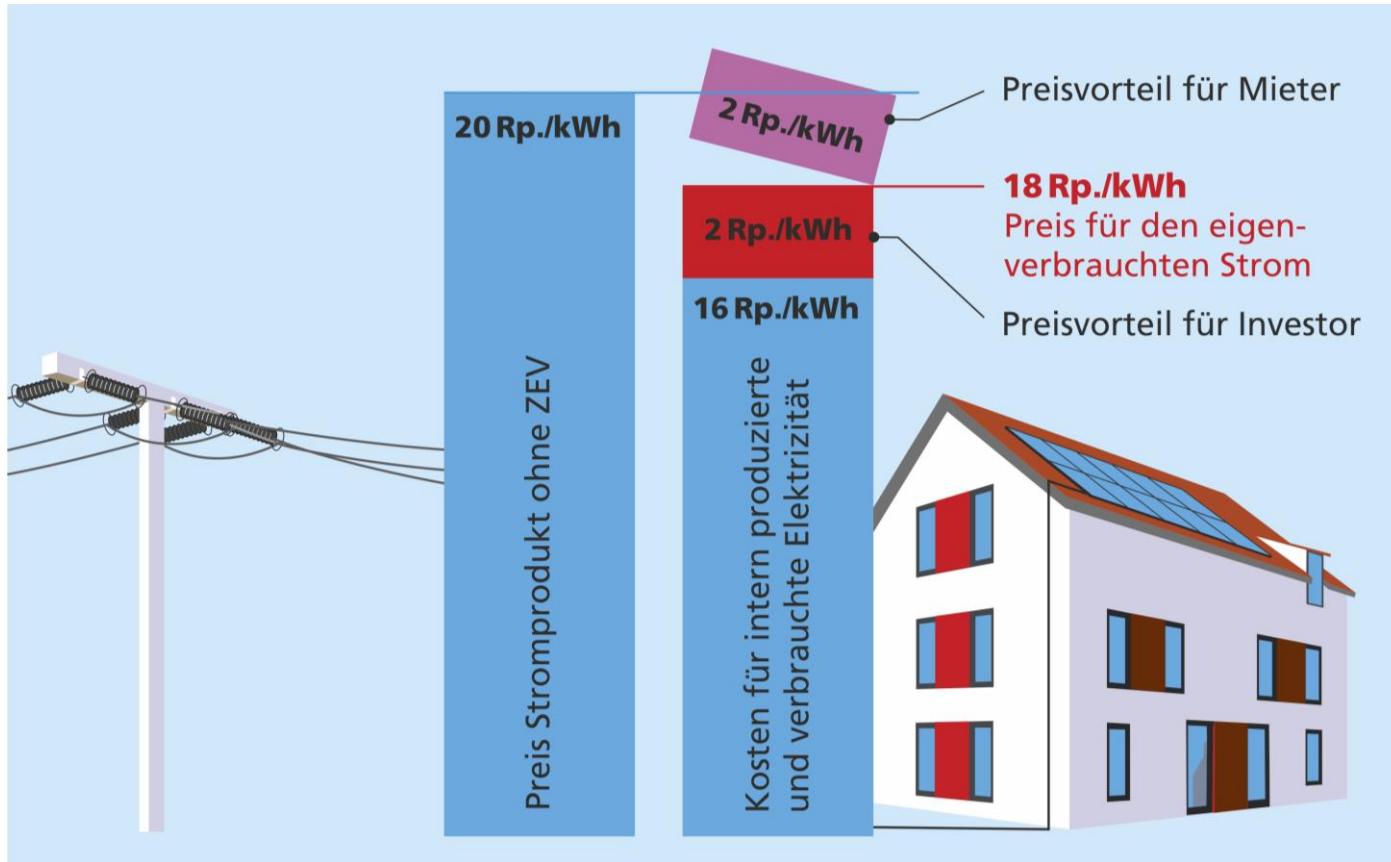 20 Rp./kWh
Preis Stromprodukt ohne ZEV
2 Rp./kWh
2 Rp./kWh
16 Rp./kWh
Kosten für intern produzierte
und verbrauchte Elektrizität
Preisvorteil für Mieter
18 Rp./kWh
Preis für den eigen-
verbrauchten Strom
Preisvorteil für Investor